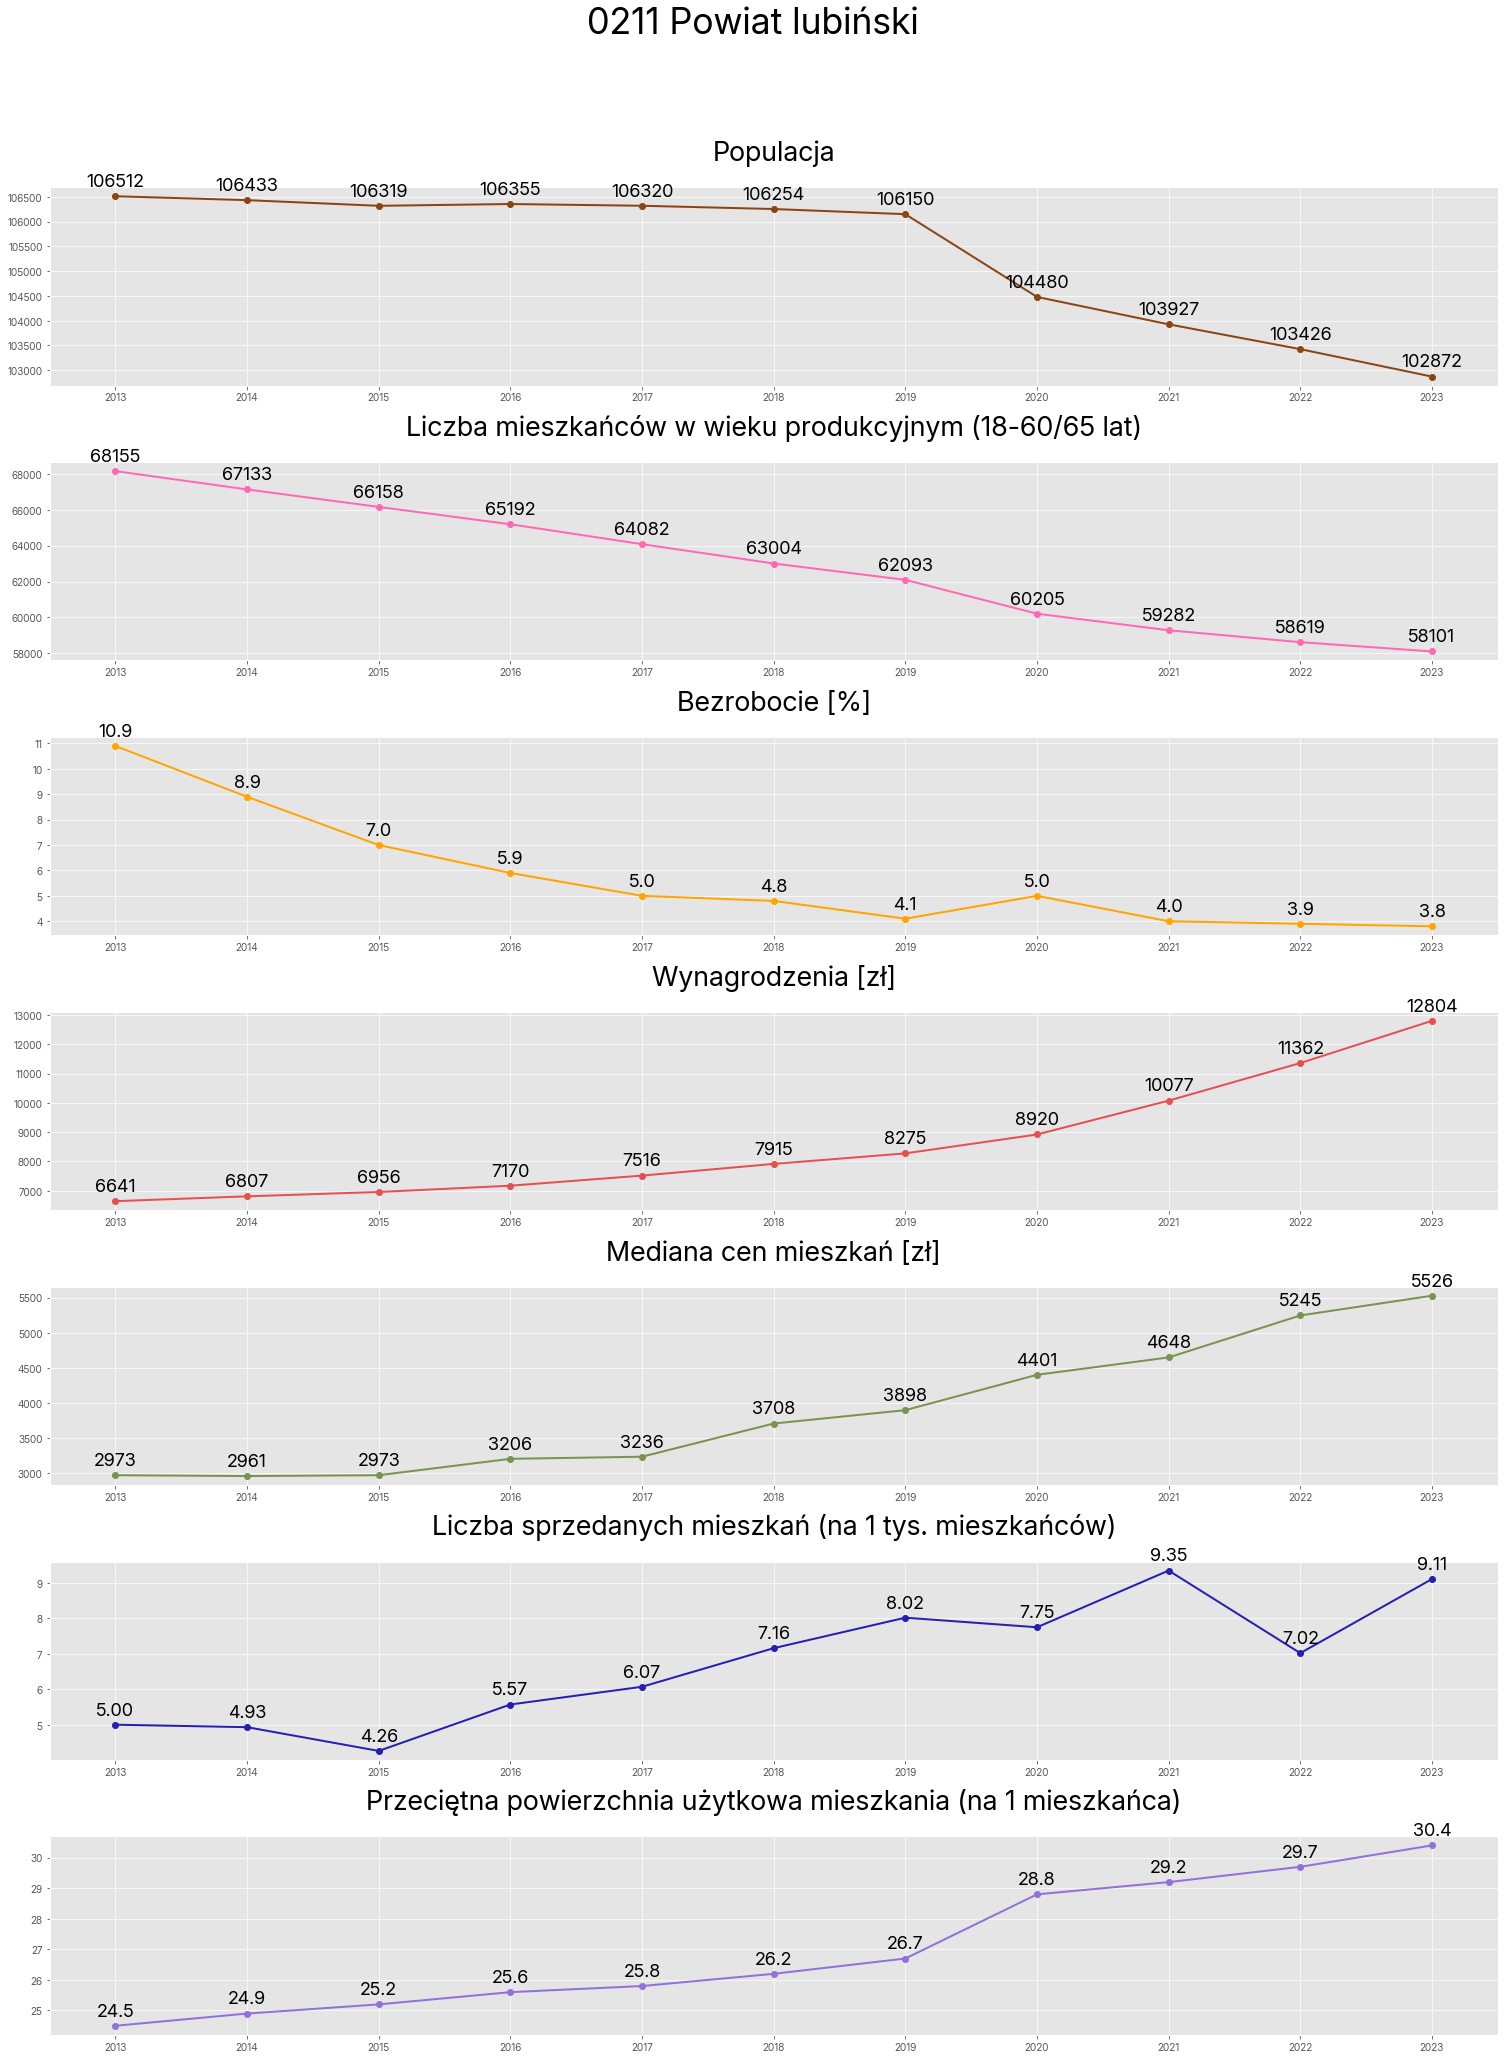 0211 Powiat lubiński
Populacja
106512 106433 106319 106355 106320 106254 106150 104480 103927 103426 102872
106500
106000
105500
105000
104500
104000
103500
103000
2013 2014 2015 2016 2017 2018 2019 2020 2021 2022 2023
Liczba mieszkańców w wieku produkcyjnym (18-60/65 lat)
68155 67133 66158 65192 64082 63004 62093 60205 59282 58619 58101
68000
66000
64000
62000
60000
58000
2013 2014 2015 2016 2017 2018 2019 2020 2021 2022 2023
Bezrobocie [%]
10.9 8.9 7.0 5.9 5.0 4.8 4.1 5.0 4.0 3.9 3.8
11
10
9
8
7
6
5
4
2013 2014 2015 2016 2017 2018 2019 2020 2021 2022 2023
Wynagrodzenia [zł]
6641 6807 6956 7170 7516 7915 8275 8920 10077 11362 12804
13000
12000
11000
10000
9000
8000
7000
2013 2014 2015 2016 2017 2018 2019 2020 2021 2022 2023
Mediana cen mieszkań [zł]
2973 2961 2973 3206 3236 3708 3898 4401 4648 5245 5526
5500
5000
4500
4000
3500
3000
2013 2014 2015 2016 2017 2018 2019 2020 2021 2022 2023
Liczba sprzedanych mieszkań (na 1 tys. mieszkańców)
5.00 4.93 4.26 5.57 6.07 7.16 8.02 7.75 9.35 7.02 9.11
9
8
7
6
5
2013 2014 2015 2016 2017 2018 2019 2020 2021 2022 2023
Przeciętna powierzchnia użytkowa mieszkania (na 1 mieszkańca)
24.5 24.9 25.2 25.6 25.8 26.2 26.7 28.8 29.2 29.7 30.4
30
29
28
27
26
25
2013 2014 2015 2016 2017 2018 2019 2020 2021 2022 2023